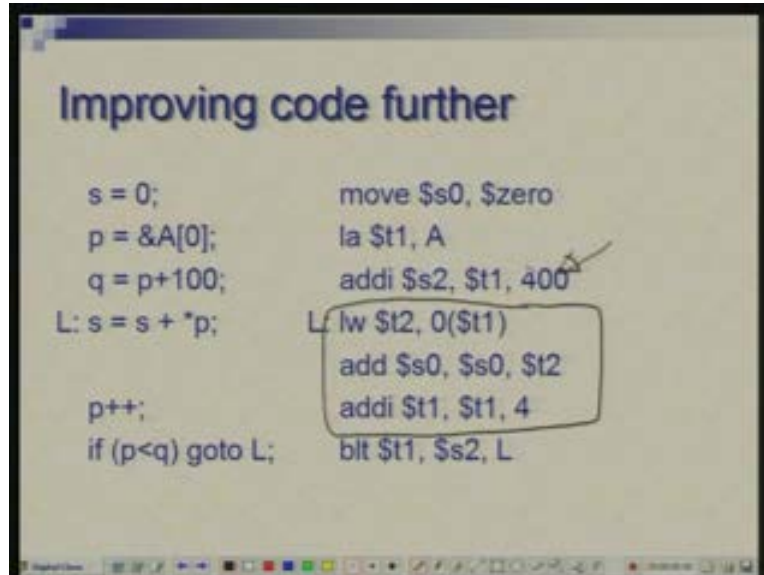 Improving code further
s = 0; move $s0, $zero
p = &A[0]; la $t1, A
q = p+100; addi $s2, $t1, 400
L: s = s + *p; L: lw $t2, 0($t1)
add $s0, $s0, $t2
p++; addi $t1, $t1, 4
if (p<q) goto L; blt $t1, $s2, L